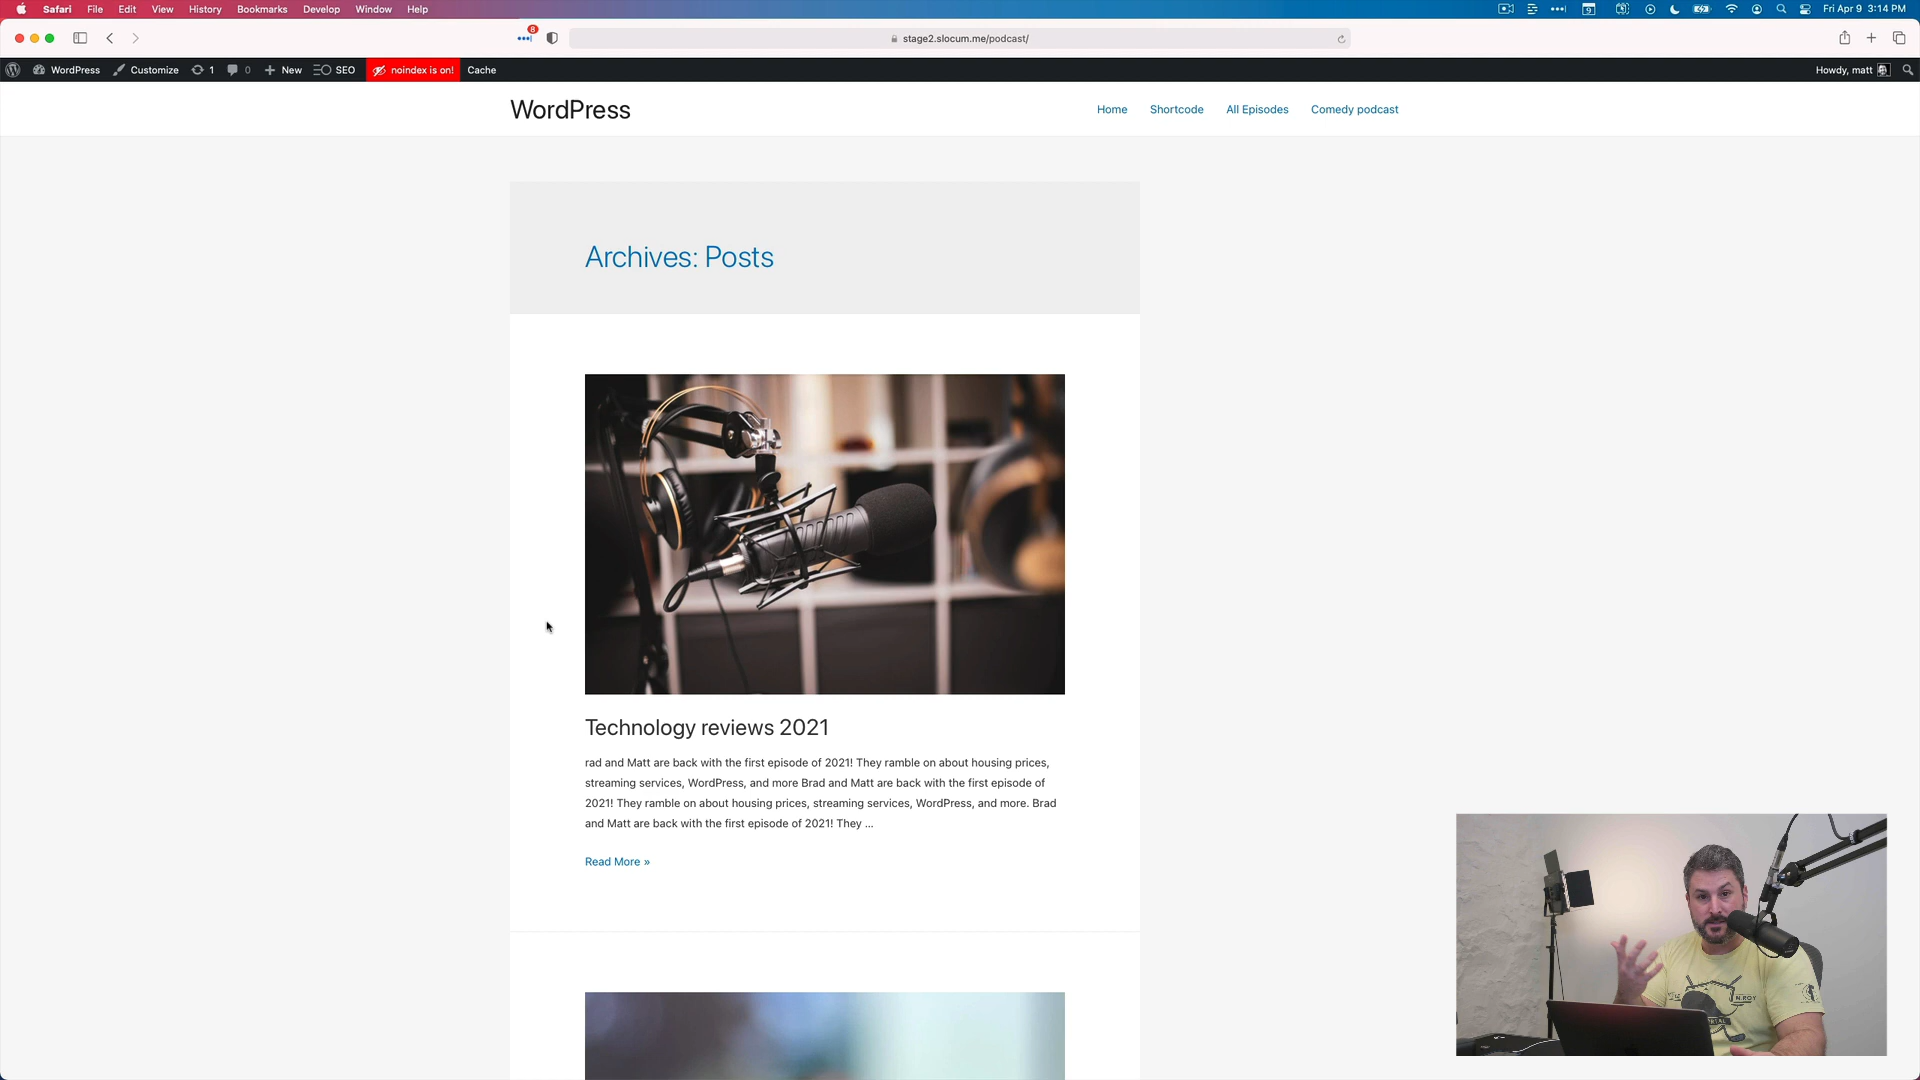 Safari File Edit View History Bookmarks Develop Window Help 9 Fri Apr 9 3:14 PM
8
stage2.slocum.me/podcast/
WordPress Customize 1 0 New SEO noindex is on! Cache Howdy, matt
WordPress Home Shortcode All Episodes Comedy podcast
Archives: Posts
Technology reviews 2021
rad and Matt are back with the first episode of 2021! They ramble on about housing prices,
streaming services, WordPress, and more Brad and Matt are back with the first episode of
2021! They ramble on about housing prices, streaming services, WordPress, and more. Brad
and Matt are back with the first episode of 2021! They …
Read More »